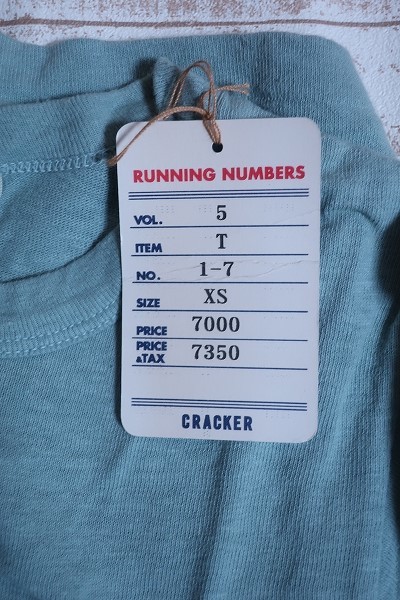 RUNNING NUMBERS
VOL. 5
ITEM T
NO. 1-7
SIZE XS
PRICE 7000
PRICE &TAX 7350
CRACKER